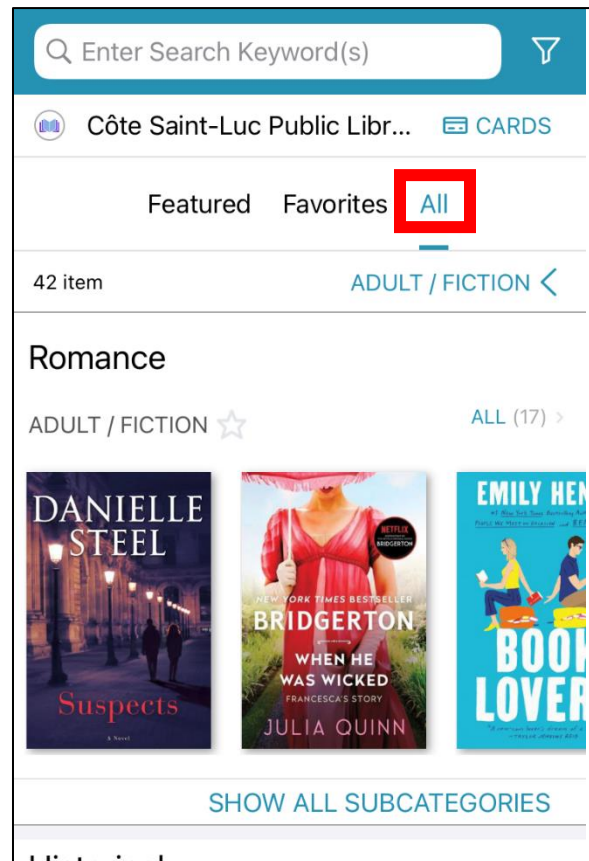 Enter Search Keyword(s)
Côte Saint-Luc Public Libr... CARDS
Featured Favorites All
42 item ADULT / FICTION
Romance
ADULT / FICTION ALL (17)
DANIELLE
STEEL
Suspects
A Novel
NETFLIX
BRIDGERTON
NEW YORK TIMES BESTSELLER
BRIDGERTON
WHEN HE
WAS WICKED
FRANCESCA'S STORY
JULIA QUINN
EMILY HEN
BOOK
LOVER
SHOW ALL SUBCATEGORIES